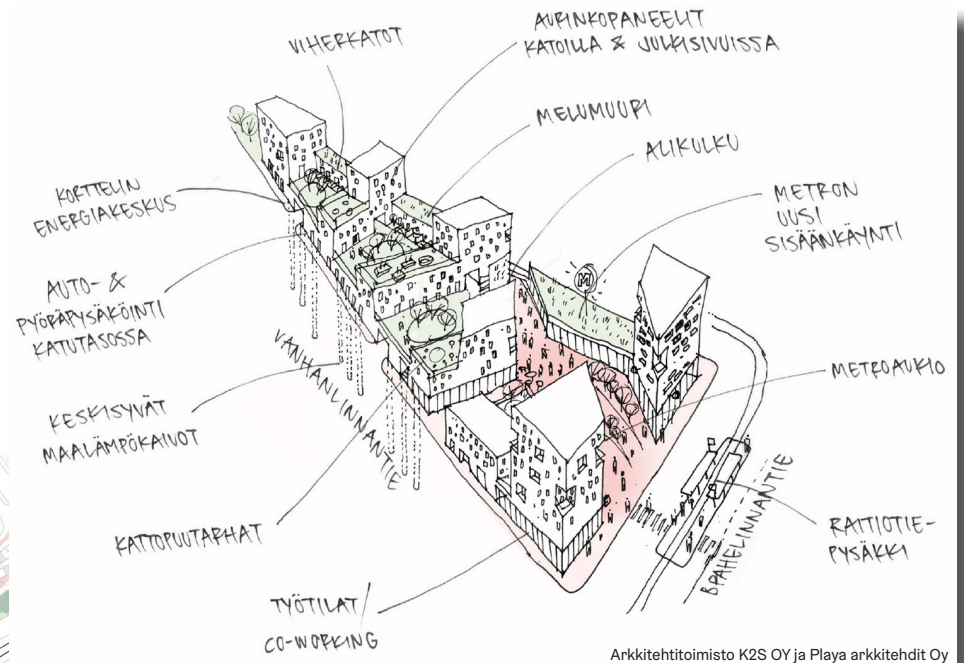 VIHERKATOT
AURINKOPANEELIT
KATOILLA & JULKISIVUISSA
MELUMUURI
ALIKULKU
METRON
UUSI
SISÄÄNKÄYNTI
M
METROAUKIO
RAITIOTIE-
PYSÄKKI
BRAHELINNANTIE
KORTTELIN
ENERGIAKESKUS
AUTO- &
PYÖRÄPYSÄKÖINTI
KATUTASOSSA
VANHANLINNANTIE
KESKISYVÄT
MAALÄMPÖKAIVOT
KATTOPUUTARHAT
TYÖTILAT/
CO-WORKING
Arkkitehtitoimisto K2S OY ja Playa arkkitehdit Oy